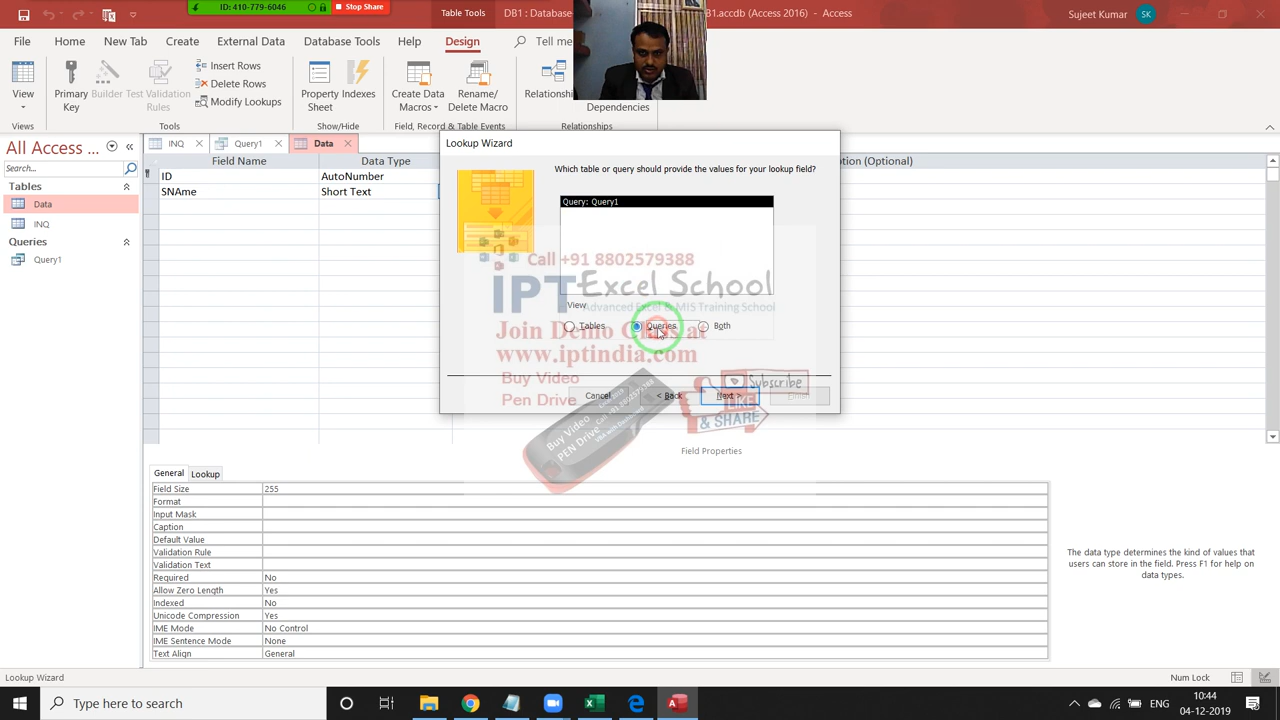 ID: 410-779-6046
Stop Share
Table Tools
DB1 : Database
B1.accdb (Access 2016) - Access
Sujeet Kumar
SK
File
Home
New Tab
Create
External Data
Database Tools
Help
Design
Tell me
View
Primary Key
Builder
Test Validation Rules
Insert Rows
Delete Rows
Modify Lookups
Property Sheet
Indexes
Create Data Macros
Rename/ Delete Macro
Relationsh
Dependencies
Views
Tools
Show/Hide
Field, Record & Table Events
Relationships
All Access ...
Search...
Tables
Data
INQ
Queries
Query1
INQ
Query1
Data
Field Name
Data Type
tion (Optional)
ID
AutoNumber
SName
Short Text
Lookup Wizard
Which table or query should provide the values for your lookup field?
Query: Query1
View
Tables
Queries
Both
Cancel
< Back
Next >
Finish
Call +91 8802579388
IPT Excel School
Advanced Excel & MIS Training School
Join Demo Class at
www.iptindia.com
Buy Video
Pen Drive
Buy Video
PEN Drive
Subscribe
LIKE
& SHARE
Field Properties
General
Lookup
Field Size
255
Format
Input Mask
Caption
Default Value
Validation Rule
Validation Text
Required
No
Allow Zero Length
Yes
Indexed
No
Unicode Compression
Yes
IME Mode
No Control
IME Sentence Mode
None
Text Align
General
The data type determines the kind of values that
users can store in the field. Press F1 for help on
data types.
Lookup Wizard
Num Lock
Type here to search
ENG
10:44
04-12-2019